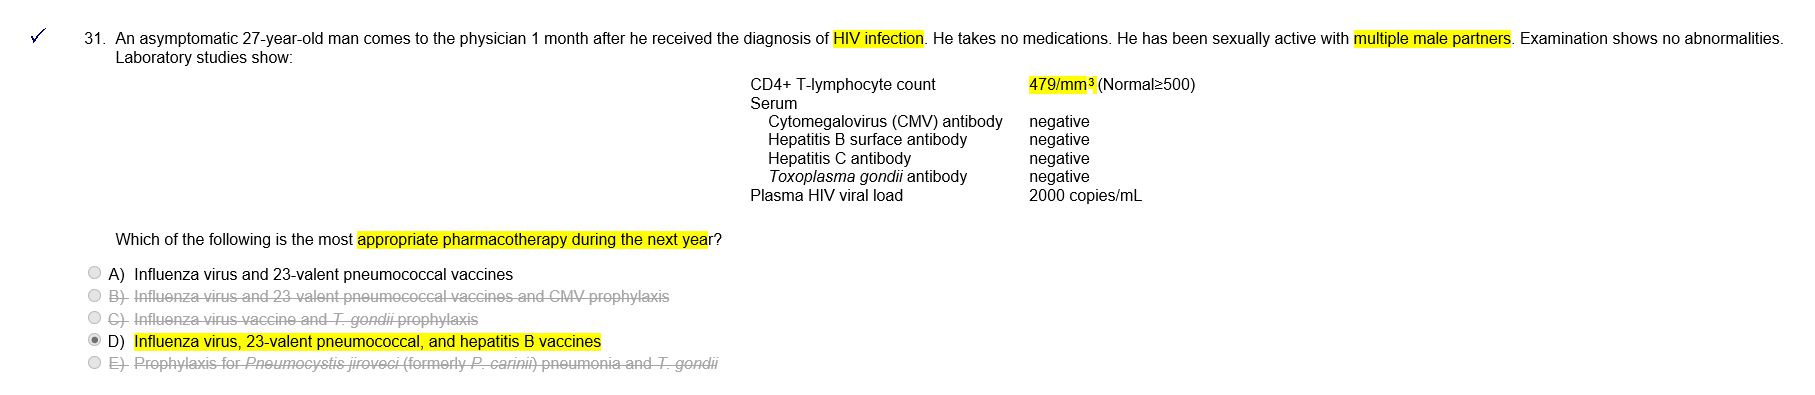 31. An asymptomatic 27-year-old man comes to the physician 1 month after he received the diagnosis of HIV infection. He takes no medications. He has been sexually active with multiple male partners. Examination shows no abnormalities.
Laboratory studies show:
CD4+ T-lymphocyte count 479/mm³ (Normal≥500)
Serum
Cytomegalovirus (CMV) antibody negative
Hepatitis B surface antibody negative
Hepatitis C antibody negative
Toxoplasma gondii antibody negative
Plasma HIV viral load 2000 copies/mL
Which of the following is the most appropriate pharmacotherapy during the next year?
A) Influenza virus and 23-valent pneumococcal vaccines
B) Influenza virus and 23-valent pneumococcal vaccines and CMV prophylaxis
C) Influenza virus vaccine and T. gondii prophylaxis
D) Influenza virus, 23-valent pneumococcal, and hepatitis B vaccines
E) Prophylaxis for Pneumocystis jiroveci (formerly P. carinii) pneumonia and T. gondii